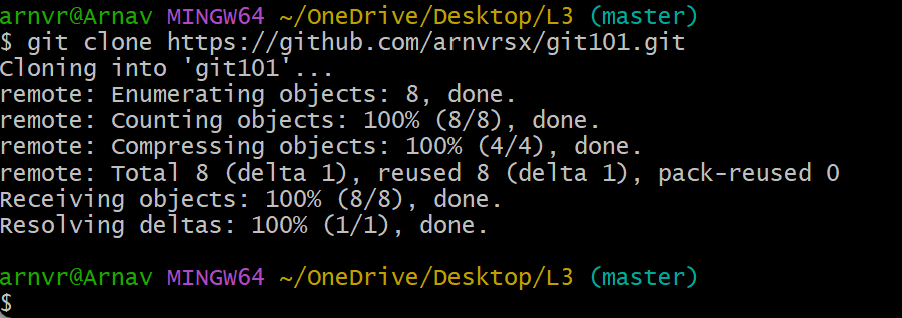 arnvr@Arnav MINGW64 ~/OneDrive/Desktop/L3 (master)
$ git clone https://github.com/arnvrsx/git101.git
Cloning into 'git101'...
remote: Enumerating objects: 8, done.
remote: Counting objects: 100% (8/8), done.
remote: Compressing objects: 100% (4/4), done.
remote: Total 8 (delta 1), reused 8 (delta 1), pack-reused 0
Receiving objects: 100% (8/8), done.
Resolving deltas: 100% (1/1), done.
arnvr@Arnav MINGW64 ~/OneDrive/Desktop/L3 (master)
$